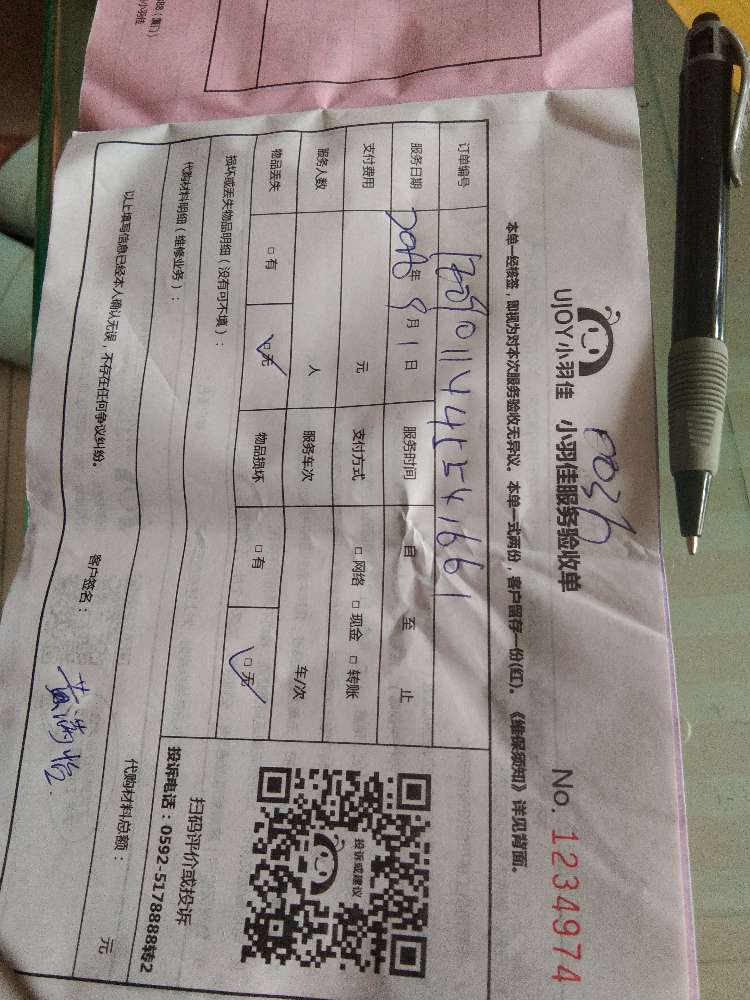 UJOY小羽佳 小羽佳服务验收单
No. 1234974
本单一经接签，即视为对本次服务验收无异议。本单一式两份，客户留存一份(红)。《维保须知》详见背面。
订单编号
服务日期 年 9 月 1 日 服务时间 自 至 止
支付费用 元 支付方式 □ 网络 □ 现金 □ 转账
服务人数 人 服务车次 车/次
物品丢失 □ 有 □ 无 物品损坏 □ 有 □ 无
损坏或丢失物品明细（没有可不填）：
代购材料明细（维修业务）：
代购材料总额： 元
以上填写信息已经本人确认无误，不存在任何争议纠纷。
客户签名：
投诉或建议
扫码评价或投诉
投诉电话：0592-5178888转2